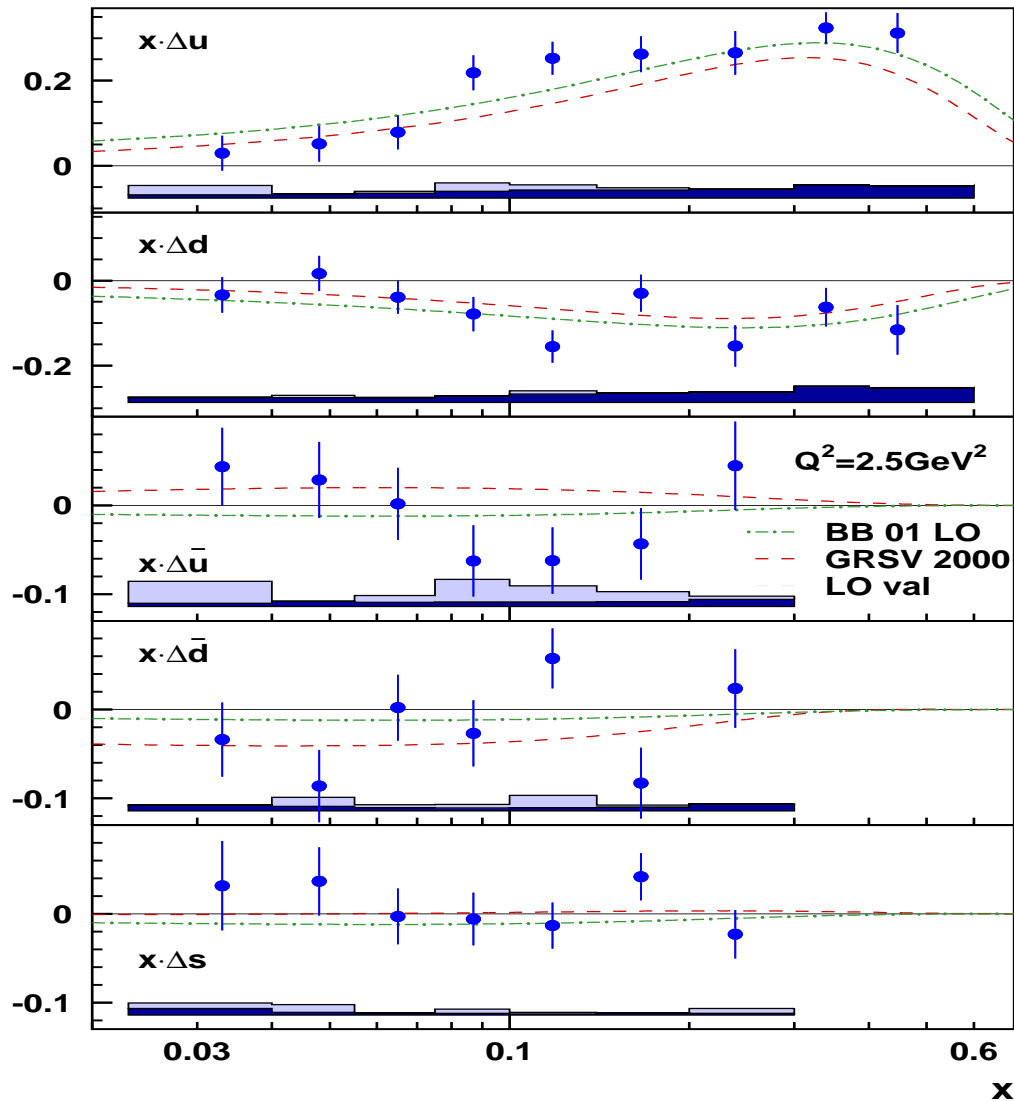 x·Δu
0.2
0
x·Δd
0
-0.2
Q²=2.5GeV²
0
BB 01 LO
x·Δū
GRSV 2000
LO val
-0.1
x·Δd̄
0
-0.1
0
x·Δs
-0.1
0.03 0.1 0.6
x